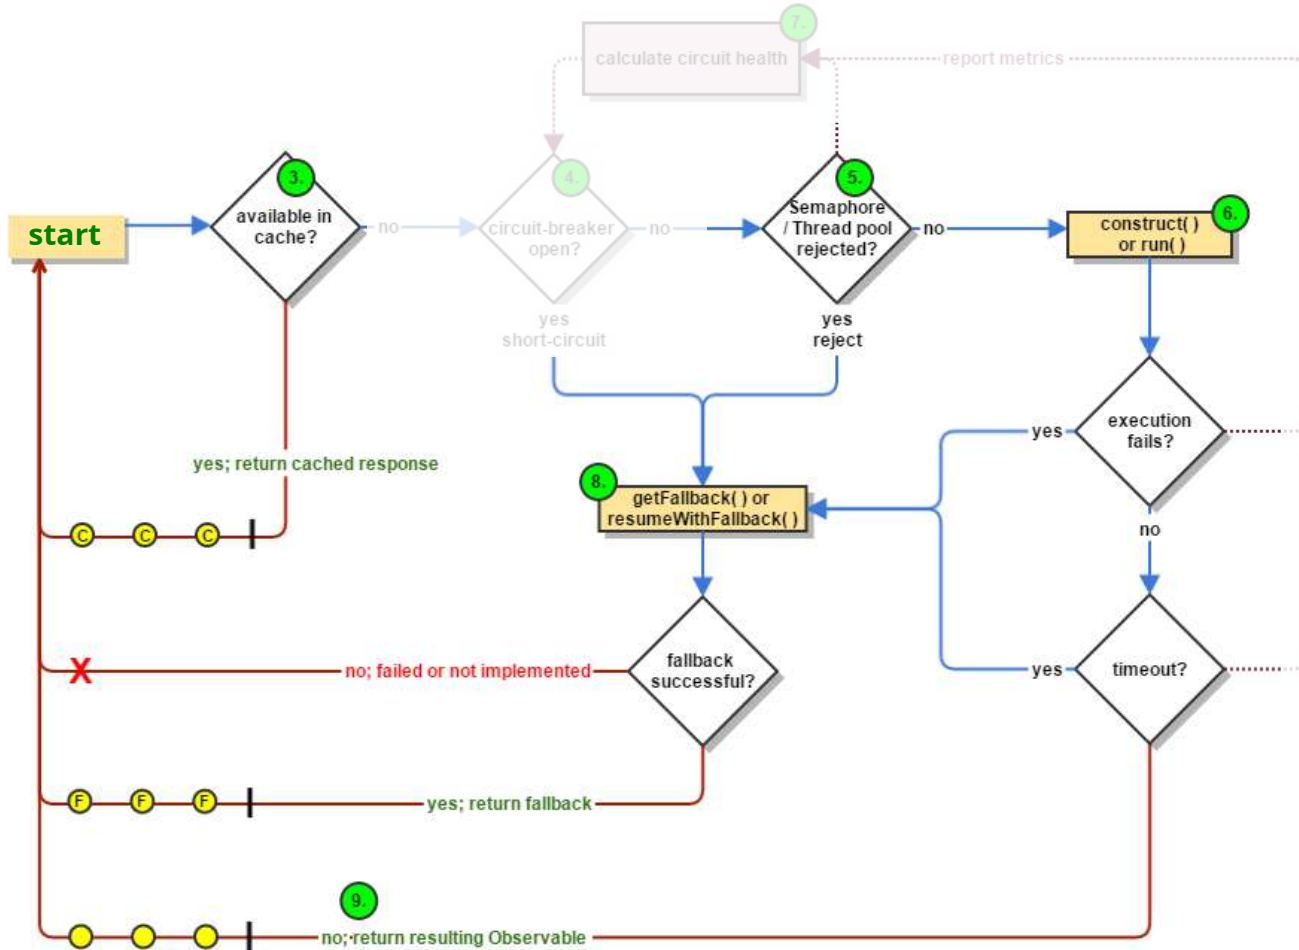 7.
calculate circuit health
report metrics
3.
4.
5.
6.
start
available in
cache?
no
circuit-breaker
open?
no
Semaphore
/ Thread pool
rejected?
no
construct( )
or run( )
yes
short-circuit
yes
reject
execution
fails?
yes
yes; return cached response
8.
getFallback( ) or
resumeWithFallback( )
no
C C C
fallback
successful?
no; failed or not implemented
X
timeout?
yes
F F F
yes; return fallback
9.
no; return resulting Observable